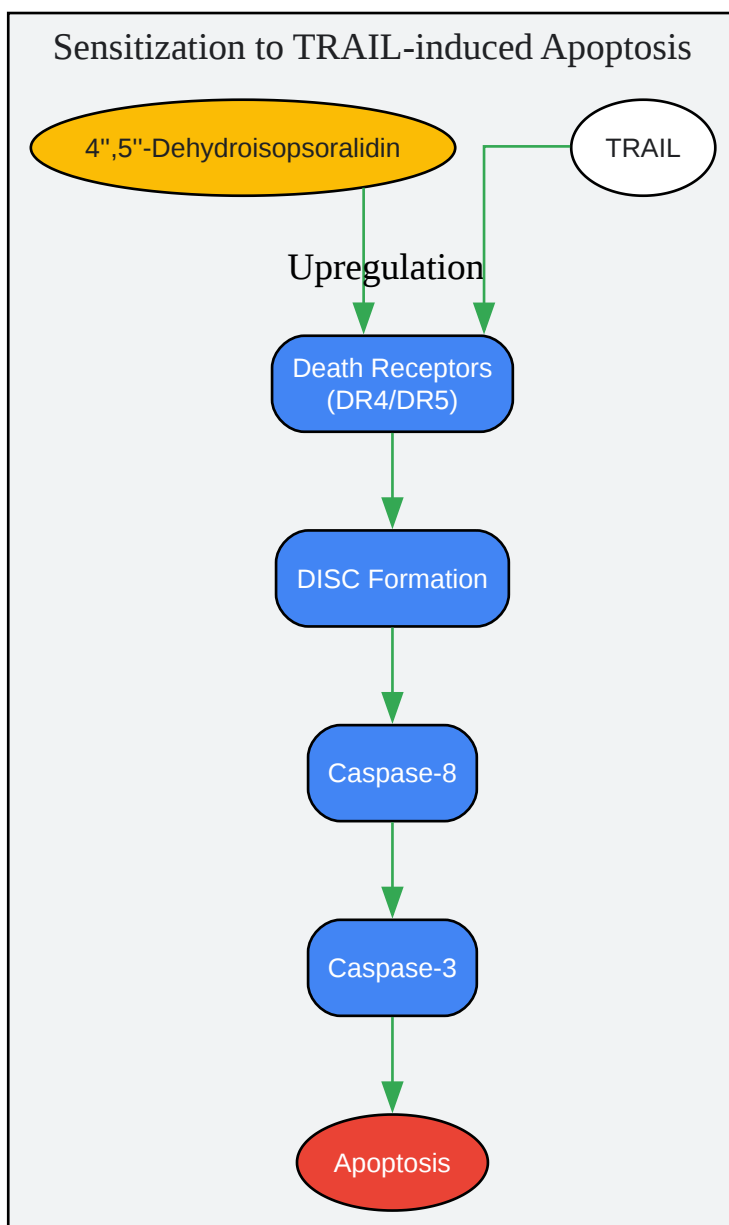 Sensitization to TRAIL-induced Apoptosis
4'',5''-Dehydroisopsoralidin
TRAIL
Upregulation
Death Receptors
(DR4/DR5)
DISC Formation
Caspase-8
Caspase-3
Apoptosis